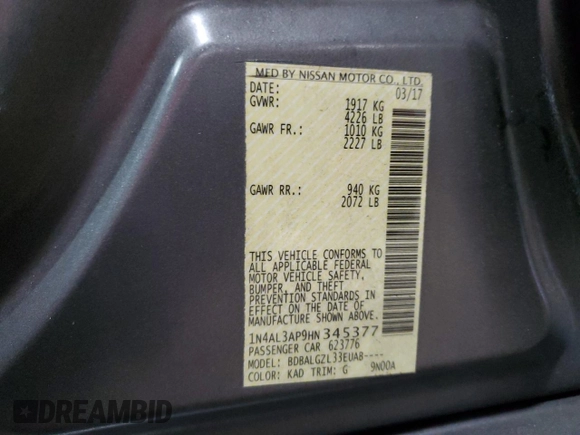 MFD BY NISSAN MOTOR CO., LTD.
DATE: 03/17
GVWR: 1917 KG
4226 LB
GAWR FR.: 1010 KG
2227 LB
GAWR RR.: 940 KG
2072 LB
THIS VEHICLE CONFORMS TO
ALL APPLICABLE FEDERAL
MOTOR VEHICLE SAFETY,
BUMPER, AND THEFT
PREVENTION STANDARDS IN
EFFECT ON THE DATE OF
MANUFACTURE SHOWN ABOVE.
1N4AL3AP9HN345377
PASSENGER CAR 623776
MODEL: BDBALGZL33EUA8----
COLOR: KAD TRIM: G 9N00A
DREAMBID